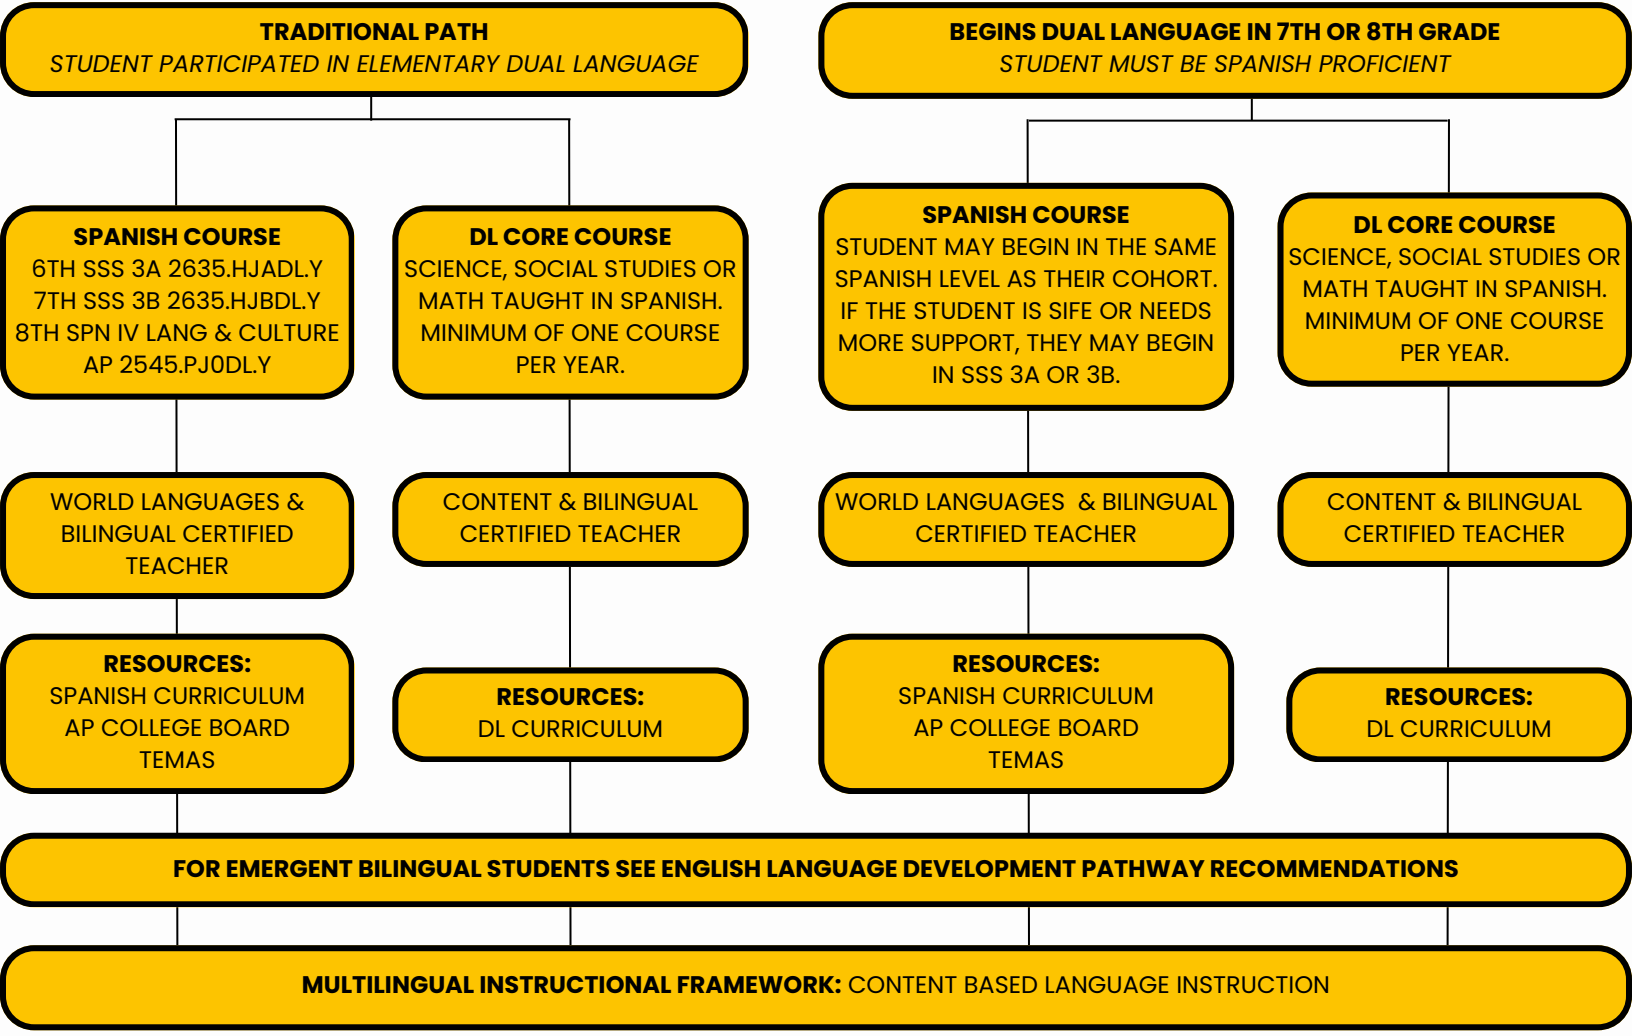 TRADITIONAL PATH
STUDENT PARTICIPATED IN ELEMENTARY DUAL LANGUAGE
BEGINS DUAL LANGUAGE IN 7TH OR 8TH GRADE
STUDENT MUST BE SPANISH PROFICIENT
SPANISH COURSE
6TH SSS 3A 2635.HJADL.Y
7TH SSS 3B 2635.HJBDL.Y
8TH SPN IV LANG & CULTURE
AP 2545.PJ0DL.Y
DL CORE COURSE
SCIENCE, SOCIAL STUDIES OR
MATH TAUGHT IN SPANISH.
MINIMUM OF ONE COURSE
PER YEAR.
SPANISH COURSE
STUDENT MAY BEGIN IN THE SAME
SPANISH LEVEL AS THEIR COHORT.
IF THE STUDENT IS SIFE OR NEEDS
MORE SUPPORT, THEY MAY BEGIN
IN SSS 3A OR 3B.
DL CORE COURSE
SCIENCE, SOCIAL STUDIES OR
MATH TAUGHT IN SPANISH.
MINIMUM OF ONE COURSE
PER YEAR.
WORLD LANGUAGES &
BILINGUAL CERTIFIED
TEACHER
CONTENT & BILINGUAL
CERTIFIED TEACHER
WORLD LANGUAGES & BILINGUAL
CERTIFIED TEACHER
CONTENT & BILINGUAL
CERTIFIED TEACHER
RESOURCES:
SPANISH CURRICULUM
AP COLLEGE BOARD
TEMAS
RESOURCES:
DL CURRICULUM
RESOURCES:
SPANISH CURRICULUM
AP COLLEGE BOARD
TEMAS
RESOURCES:
DL CURRICULUM
FOR EMERGENT BILINGUAL STUDENTS SEE ENGLISH LANGUAGE DEVELOPMENT PATHWAY RECOMMENDATIONS
MULTILINGUAL INSTRUCTIONAL FRAMEWORK: CONTENT BASED LANGUAGE INSTRUCTION